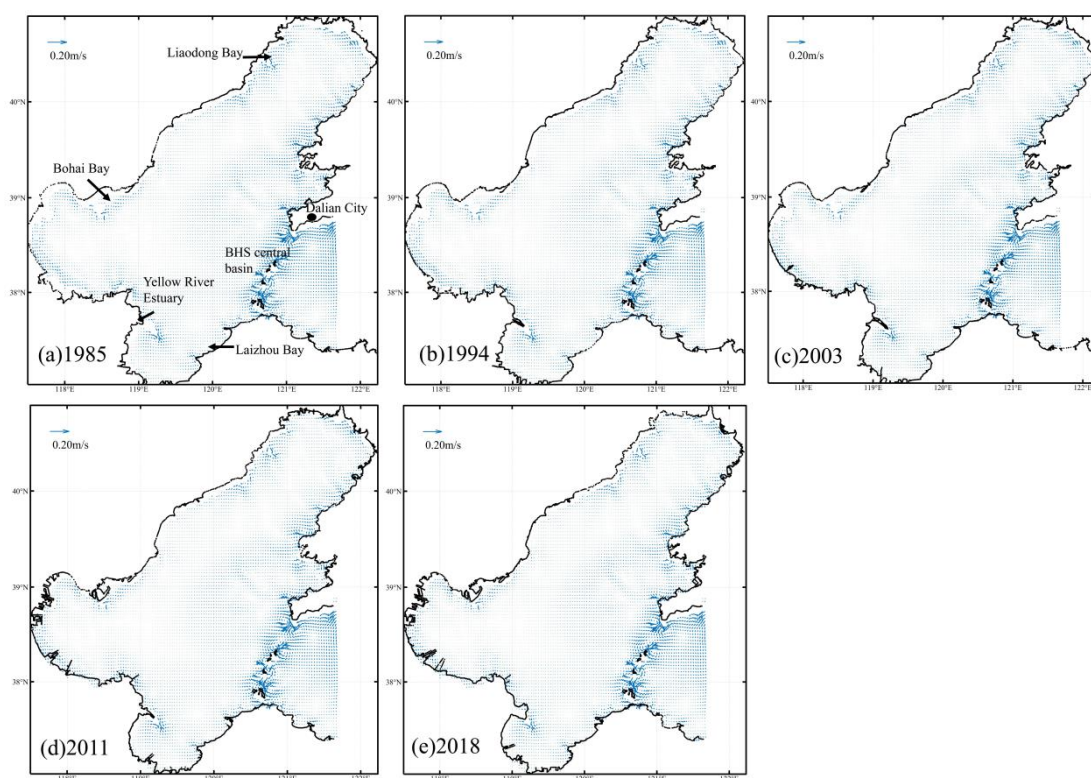 0.20m/s
Liaodong Bay
40°N
Bohai Bay
39°N
Dalian City
BHS central
basin
38°N
Yellow River
Estuary
Laizhou Bay
(a)1985
118°E 119°E 120°E 121°E 122°E
0.20m/s
40°N
39°N
38°N
(b)1994
118°E 119°E 120°E 121°E 122°E
0.20m/s
40°N
39°N
38°N
(c)2003
118°E 119°E 120°E 121°E 122°E
0.20m/s
40°N
39°N
38°N
(d)2011
0.20m/s
40°N
39°N
38°N
(e)2018